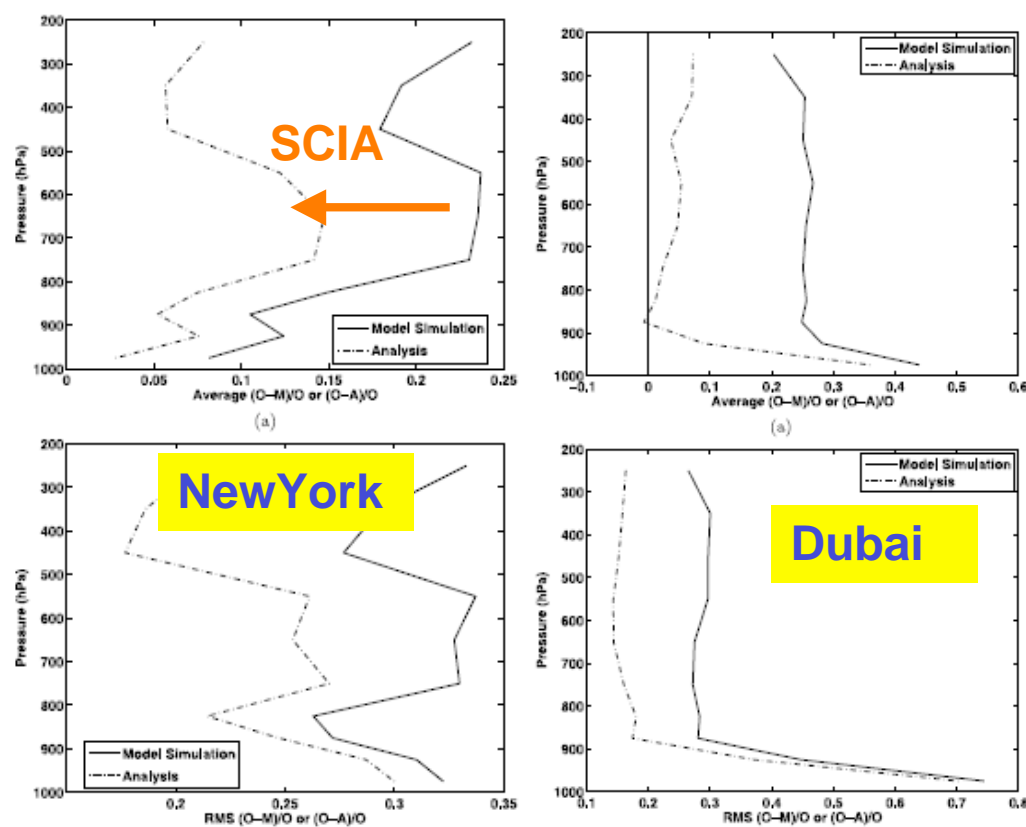 200
300
400
500
600
700
800
900
1000
Pressure (hPa)
SCIA
Model Simulation
Analysis
0
0.05
0.1
0.15
0.2
0.25
Average (O–M)/O or (O–A)/O
(a)
200
300
400
500
600
700
800
900
1000
Pressure (hPa)
Model Simulation
Analysis
−0.1
0
0.1
0.2
0.3
0.4
0.5
0.6
Average (O–M)/O or (O–A)/O
(a)
200
300
400
500
600
700
800
900
1000
Pressure (hPa)
NewYork
Model Simulation
Analysis
0.2
0.25
0.3
0.35
RMS (O–M)/O or (O–A)/O
200
300
400
500
600
700
800
900
1000
Pressure (hPa)
Model Simulation
Analysis
Dubai
0.1
0.2
0.3
0.4
0.5
0.6
0.7
0.8
RMS (O–M)/O or (O–A)/O